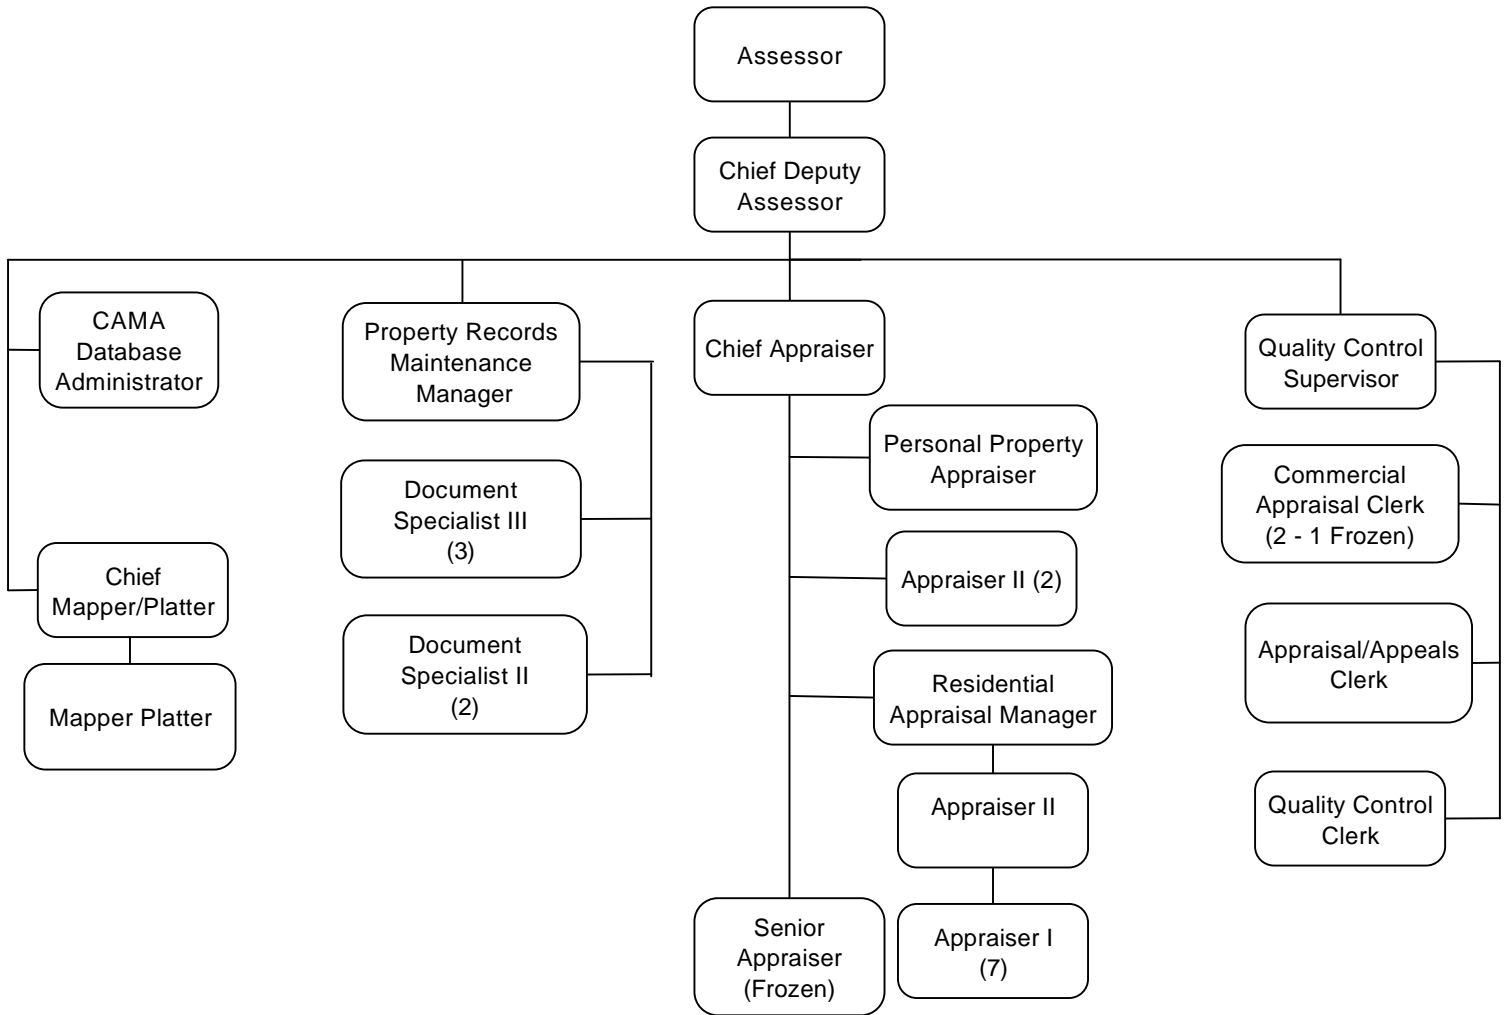 Assessor
Chief Deputy
Assessor
CAMA
Database
Administrator
Chief
Mapper/Platter
Mapper Platter
Property Records
Maintenance
Manager
Document
Specialist III
(3)
Document
Specialist II
(2)
Chief Appraiser
Personal Property
Appraiser
Appraiser II (2)
Residential
Appraisal Manager
Appraiser II
Appraiser I
(7)
Senior
Appraiser
(Frozen)
Quality Control
Supervisor
Commercial
Appraisal Clerk
(2 - 1 Frozen)
Appraisal/Appeals
Clerk
Quality Control
Clerk